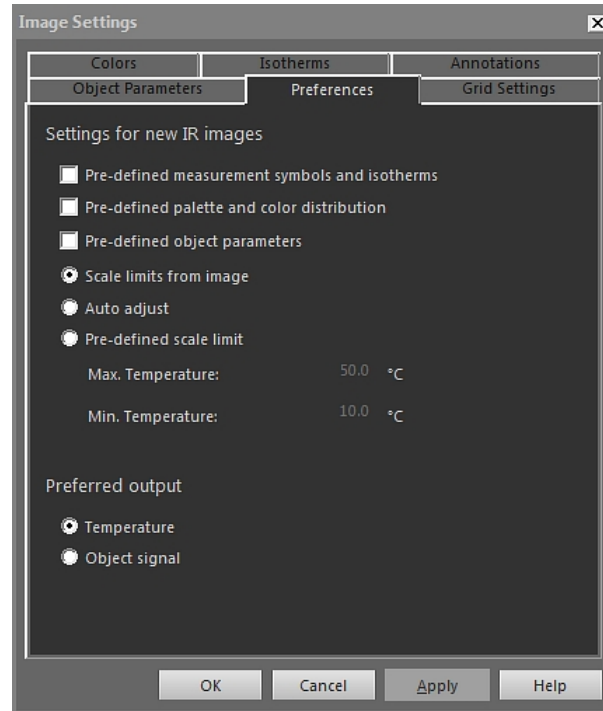 Image Settings
Colors Isotherms Annotations
Object Parameters Preferences Grid Settings
Settings for new IR images
Pre-defined measurement symbols and isotherms
Pre-defined palette and color distribution
Pre-defined object parameters
Scale limits from image
Auto adjust
Pre-defined scale limit
Max. Temperature: 50.0 °C
Min. Temperature: 10.0 °C
Preferred output
Temperature
Object signal
OK Cancel Apply Help